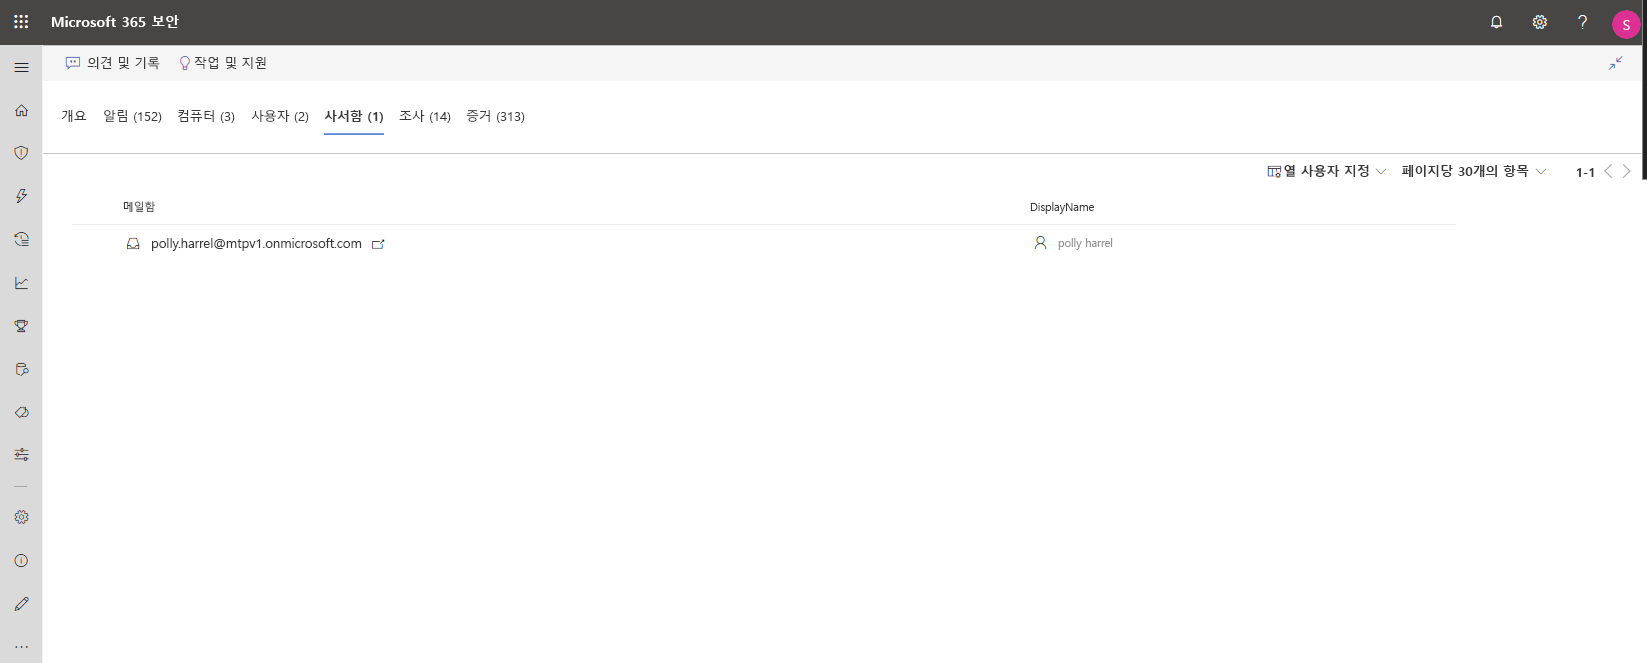 Microsoft 365 보안
S
의견 및 기록 작업 및 지원
개요 알림 (152) 컴퓨터 (3) 사용자 (2) 사서함 (1) 조사 (14) 증거 (313)
열 사용자 지정 페이지당 30개의 항목 1-1
메일함 DisplayName
polly.harrel@mtpv1.onmicrosoft.com polly harrel